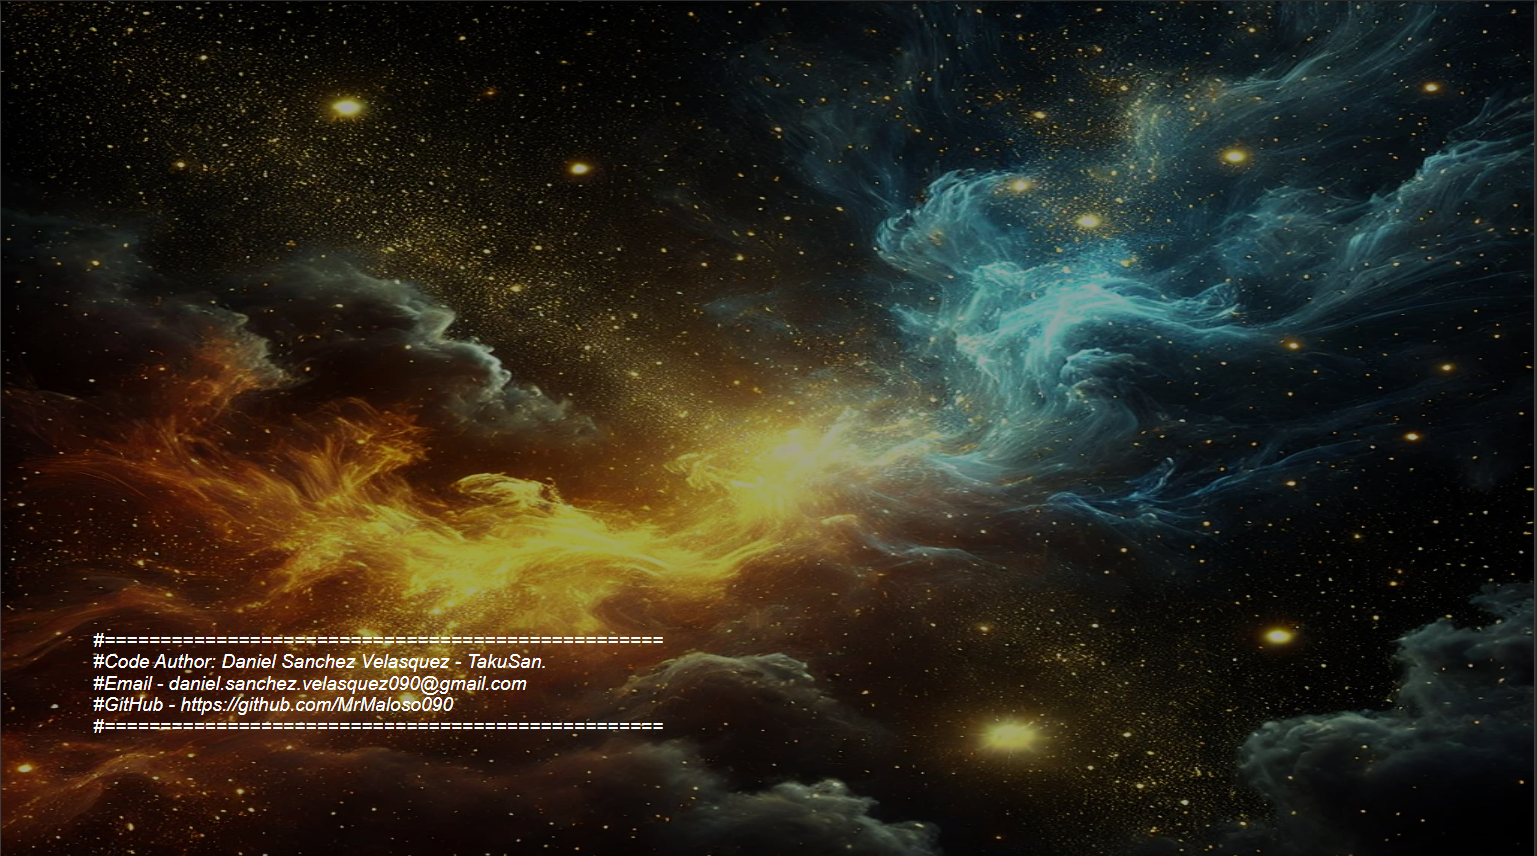 #==================================================
#Code Author: Daniel Sanchez Velasquez - TakuSan.
#Email - daniel.sanchez.velasquez090@gmail.com
#GitHub - https://github.com/MrMaloso090
#==================================================